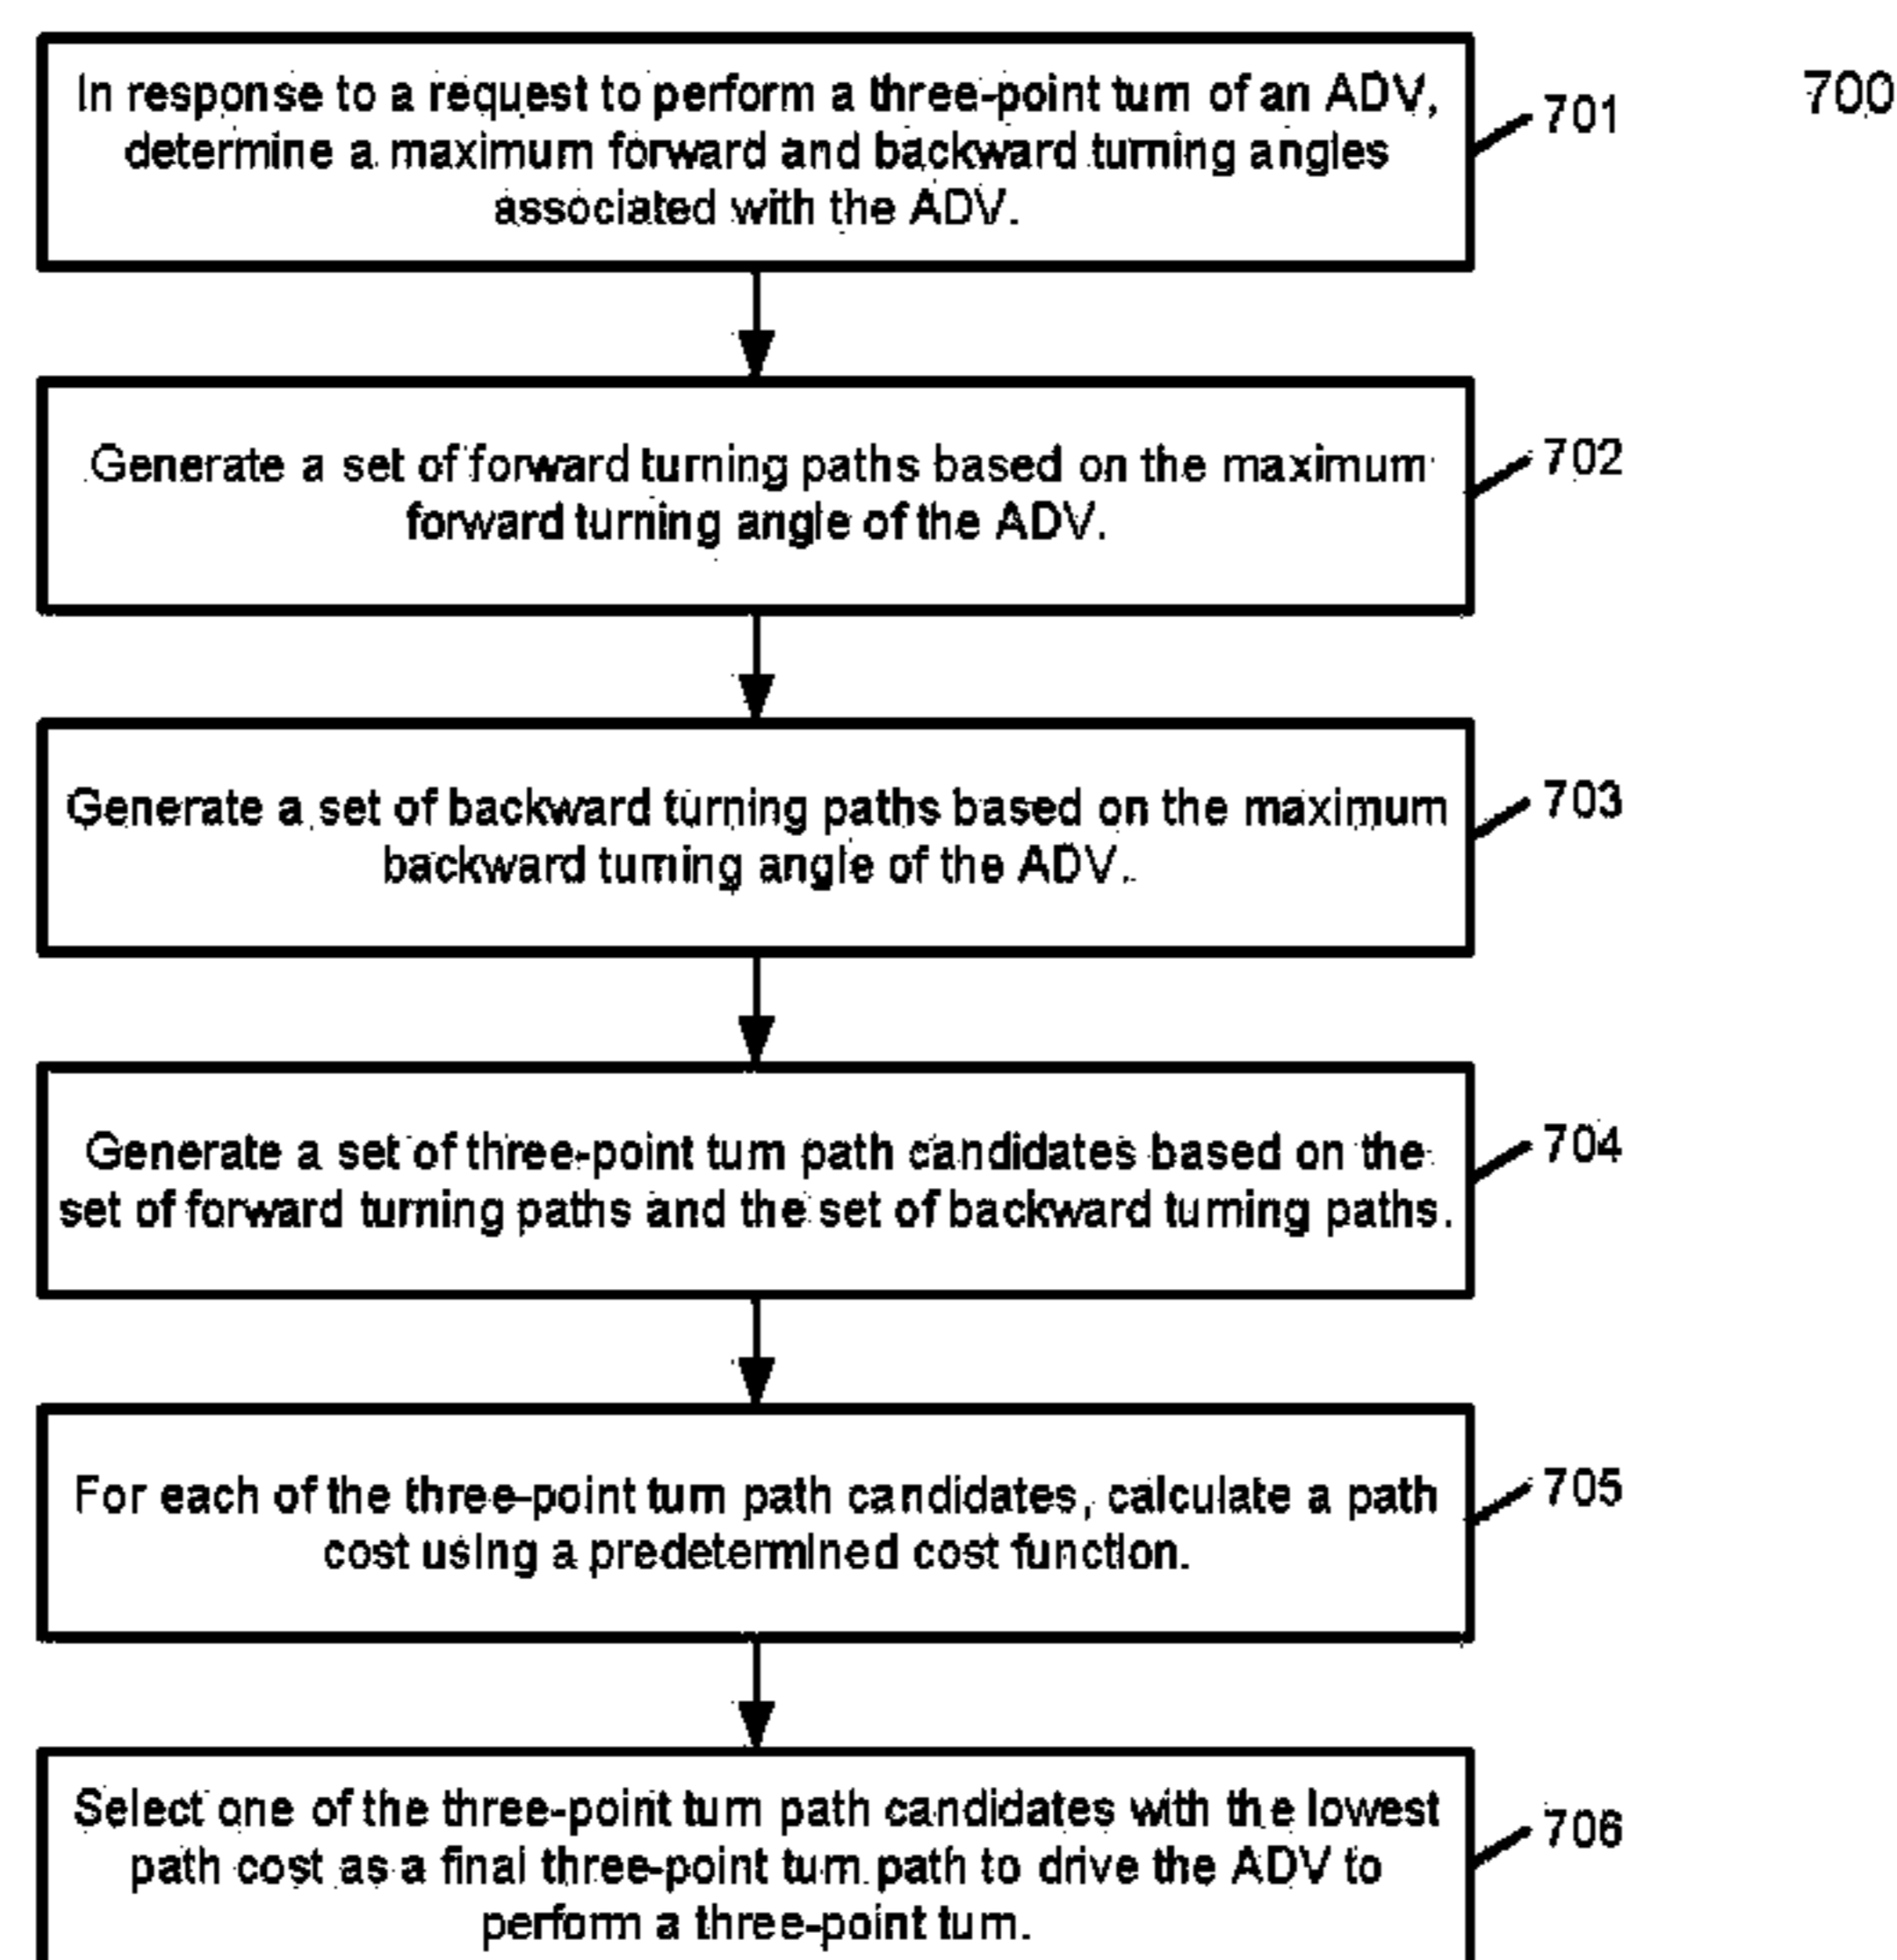 700
In response to a request to perform a three-point turn of an ADV,
determine a maximum forward and backward turning angles
associated with the ADV.
701
Generate a set of forward turning paths based on the maximum
forward turning angle of the ADV.
702
Generate a set of backward turning paths based on the maximum
backward turning angle of the ADV.
703
Generate a set of three-point turn path candidates based on the
set of forward turning paths and the set of backward turning paths.
704
For each of the three-point turn path candidates, calculate a path
cost using a predetermined cost function.
705
Select one of the three-point turn path candidates with the lowest
path cost as a final three-point turn path to drive the ADV to
perform a three-point turn.
706